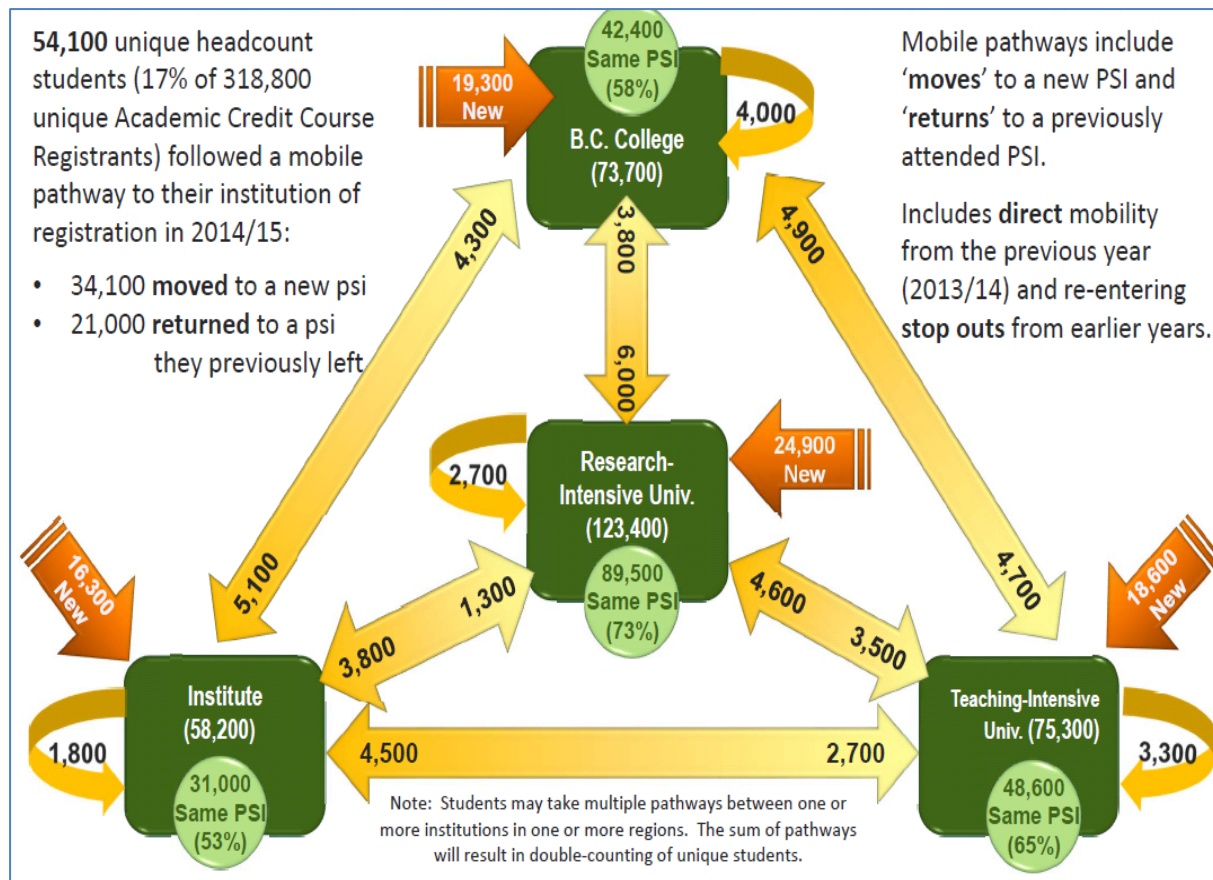 54,100 unique headcount
students (17% of 318,800
unique Academic Credit Course
Registrants) followed a mobile
pathway to their institution of
registration in 2014/15:
• 34,100 moved to a new psi
• 21,000 returned to a psi
they previously left
42,400
Same PSI
(58%)
B.C. College
(73,700)
19,300
New
4,000
Mobile pathways include
‘moves’ to a new PSI and
‘returns’ to a previously
attended PSI.
Includes direct mobility
from the previous year
(2013/14) and re-entering
stop outs from earlier years.
4,300
5,100
3,800
6,000
4,900
4,700
2,700
Research-
Intensive Univ.
(123,400)
89,500
Same PSI
(73%)
24,900
New
1,300
3,800
4,600
3,500
16,300
New
Institute
(58,200)
31,000
Same PSI
(53%)
1,800
4,500
2,700
18,600
New
Teaching-Intensive
Univ. (75,300)
48,600
Same PSI
(65%)
3,300
Note: Students may take multiple pathways between one or
more institutions in one or more regions. The sum of pathways
will result in double-counting of unique students.